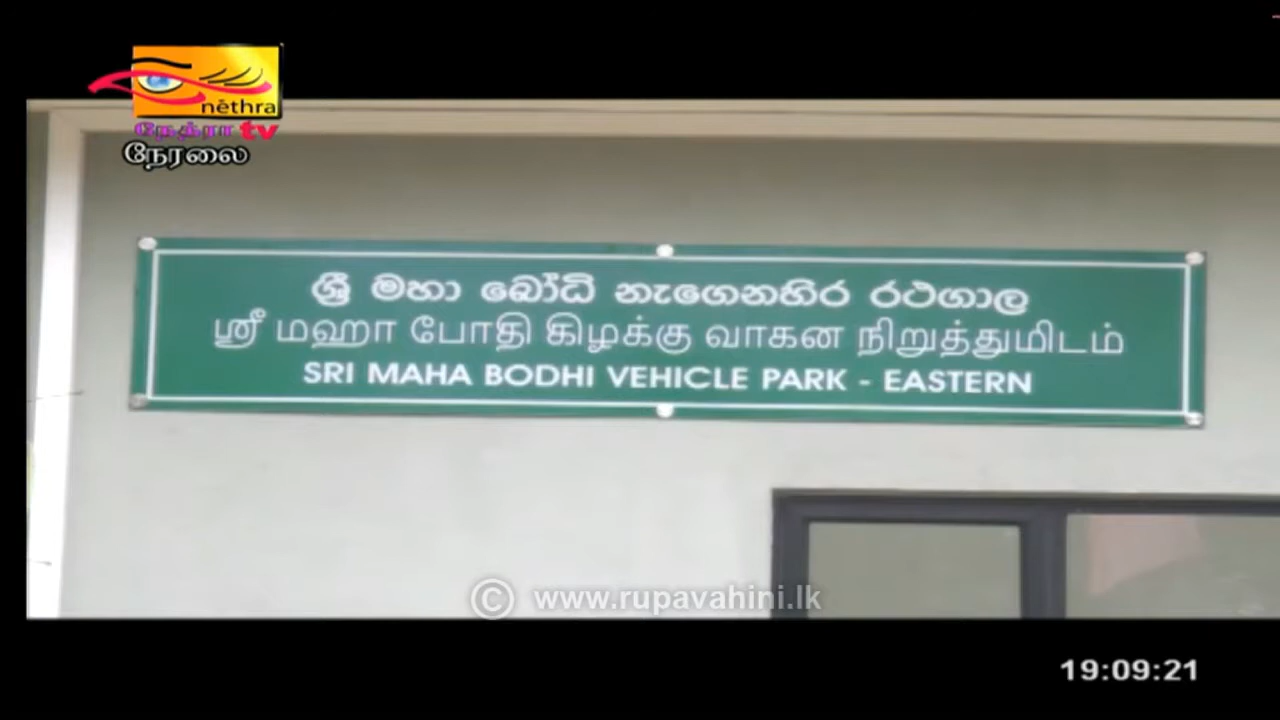 nēthra
நேத்ரா tv
நேரலை
ශ්‍රී මහා බෝධි නැගෙනහිර රථගාල
ஸ்ரீ மஹா போதி கிழக்கு வாகன நிறுத்துமிடம்
SRI MAHA BODHI VEHICLE PARK - EASTERN
© www.rupavahini.lk
19:09:21